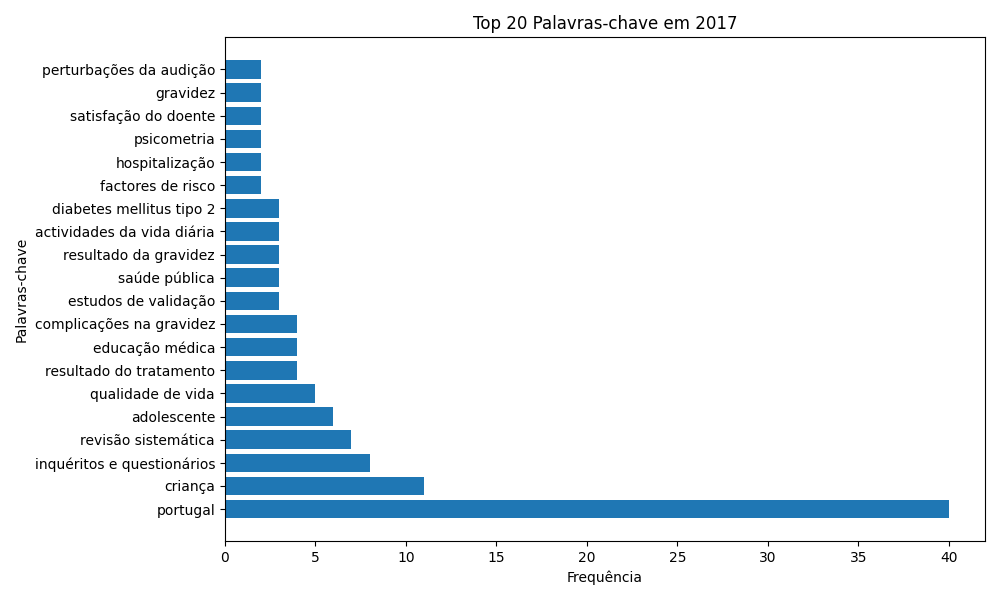 Top 20 Palavras-chave em 2017
Palavras-chave
perturbações da audição
gravidez
satisfação do doente
psicometria
hospitalização
factores de risco
diabetes mellitus tipo 2
actividades da vida diária
resultado da gravidez
saúde pública
estudos de validação
complicações na gravidez
educação médica
resultado do tratamento
qualidade de vida
adolescente
revisão sistemática
inquéritos e questionários
criança
portugal
0 5 10 15 20 25 30 35 40
Frequência